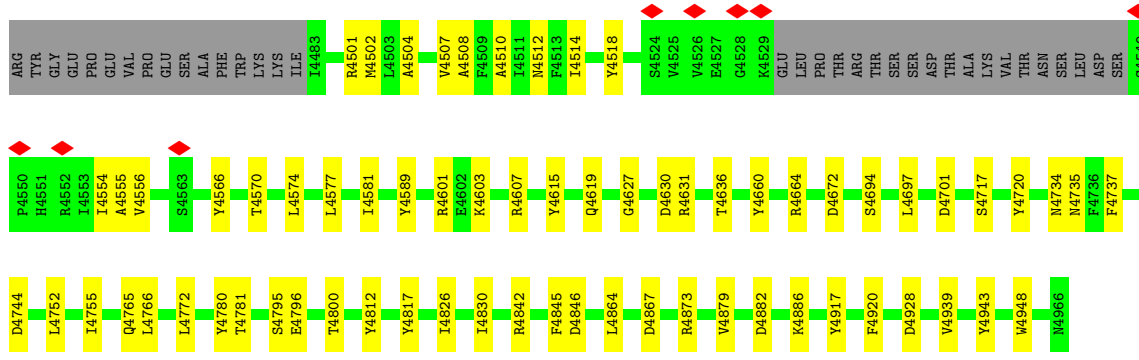 ARG TYR GLY GLU PRO GLU VAL PRO GLU SER ALA PHE TRP LYS LYS ILE I4483 R4501 M4502 L4503 A4504 V4507 A4508 F4509 A4510 I4511 N4512 F4513 I4514 Y4518 S4524 V4525 V4526 E4527 G4528 K4529 GLU LEU PRO THR ARG THR SER SER ASP THR ALA LYS VAL THR ASN SER LEU ASP SER
P4550 H4551 R4552 I4553 I4554 A4555 V4556 S4563 Y4566 T4570 L4574 L4577 I4581 Y4589 R4601 E4602 K4603 R4607 Y4615 Q4619 G4627 D4630 R4631 T4636 Y4660 R4664 D4672 S4694 L4697 D4701 S4717 Y4720 N4734 N4735 F4736 F4737
D4744 L4752 I4755 Q4765 L4766 L4772 Y4780 T4781 S4795 E4796 T4800 Y4812 Y4817 I4826 I4830 R4842 F4845 D4846 L4864 D4867 R4873 V4879 D4882 K4886 Y4917 F4920 D4928 V4939 Y4943 W4948 N4966